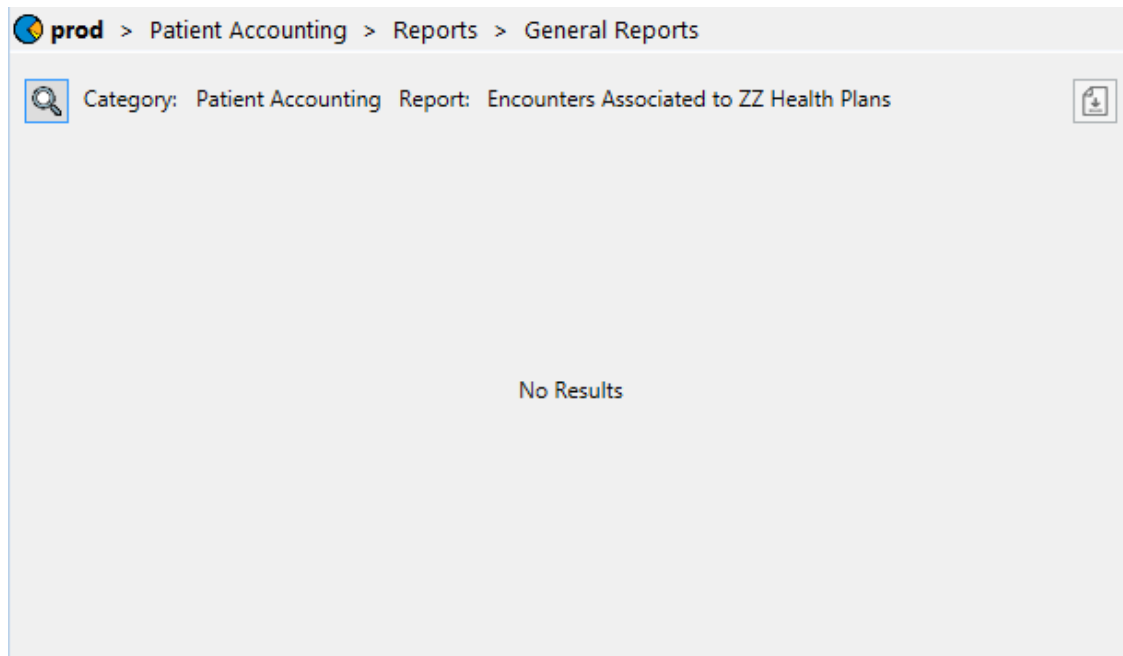 prod > Patient Accounting > Reports > General Reports
Category: Patient Accounting Report: Encounters Associated to ZZ Health Plans
No Results